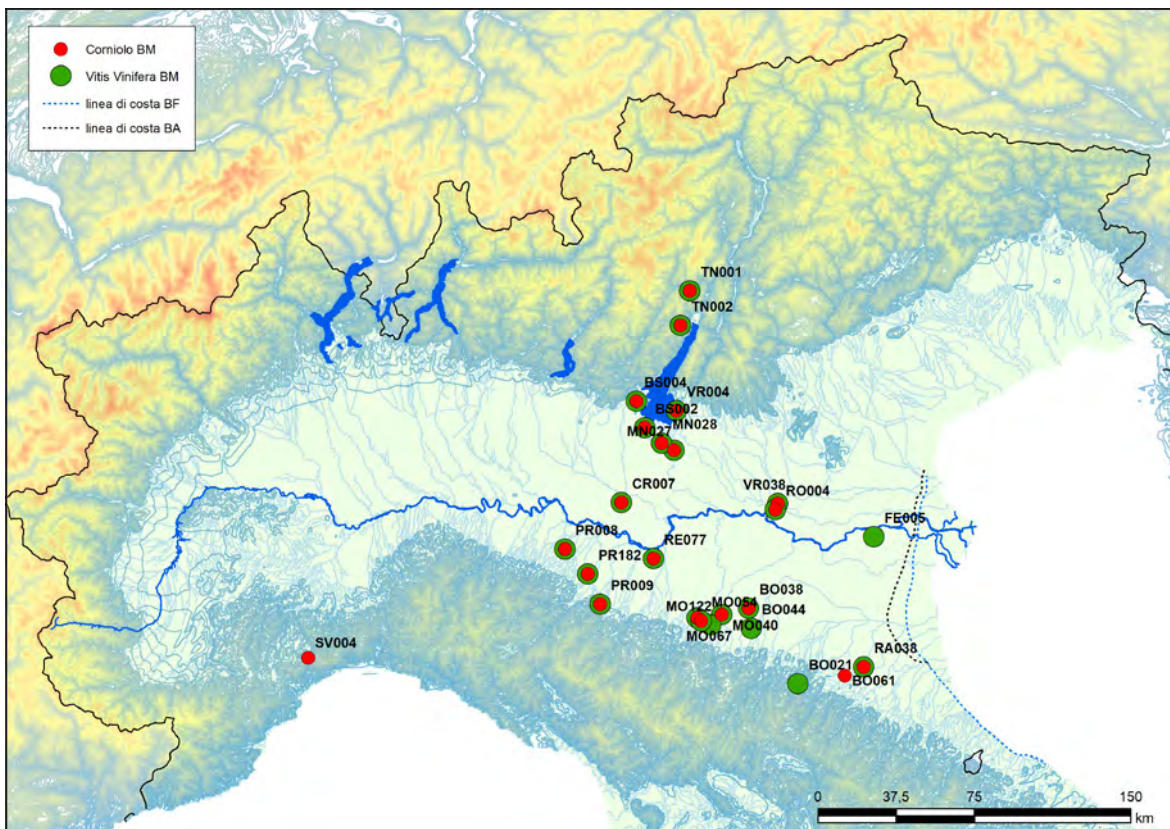 Corniolo BM
Vitis Vinifera BM
linea di costa BF
linea di costa BA
TN001
TN002
BS004
VR004
BS002
MN028
MN027
CR007
VR038
RO004
FE005
PR008
RE077
PR182
PR009
BO038
MO122
MO054
BO044
MO040
MO067
RA038
SV004
BO021
BO061
0 37,5 75 150
km